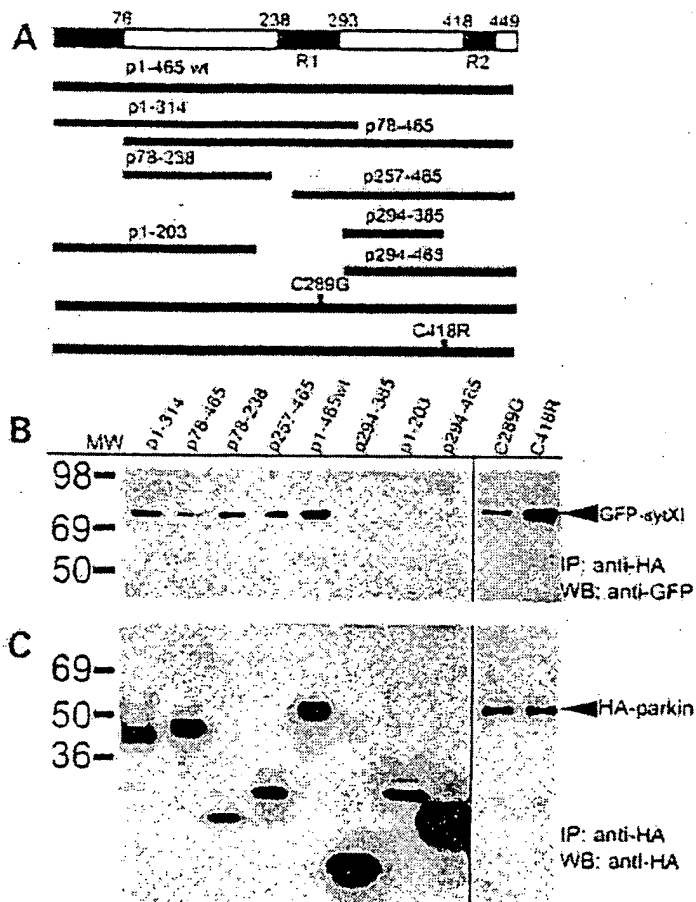 A
76 238 293 418 449
R1 R2
p1-465 wt
p1-314
p78-465
p78-238
p257-465
p294-385
p1-203
p294-465
C289G
C418R
B
MW p1-314 p78-465 p78-238 p257-465 p1-465wt p294-385 p1-203 p294-465 C289G C418R
98
69
50
GFP-sytXI
IP: anti-HA
WB: anti-GFP
C
69
50
36
HA-parkin
IP: anti-HA
WB: anti-HA